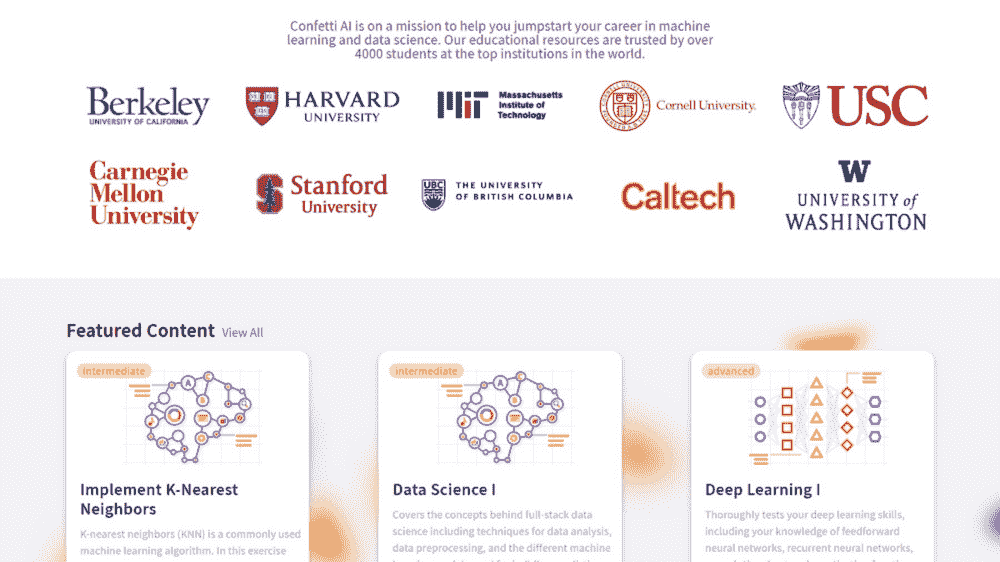 Confetti AI is on a mission to help you jumpstart your career in machine
learning and data science. Our educational resources are trusted by over
4000 students at the top institutions in the world.
Berkeley
UNIVERSITY OF CALIFORNIA
HARVARD
UNIVERSITY
MIT
Massachusetts
Institute of
Technology
Cornell University
USC
Carnegie
Mellon
University
Stanford
University
UBC
THE UNIVERSITY
OF BRITISH COLUMBIA
Caltech
W
UNIVERSITY of
WASHINGTON
Featured Content View All
intermediate
intermediate
advanced
Implement K-Nearest
Neighbors
K-nearest neighbors (KNN) is a commonly used
machine learning algorithm. In this exercise
Data Science I
Covers the concepts behind full-stack data
science including techniques for data analysis,
data preprocessing, and the different machine
Deep Learning I
Thoroughly tests your deep learning skills,
including your knowledge of feedforward
neural networks, recurrent neural networks,